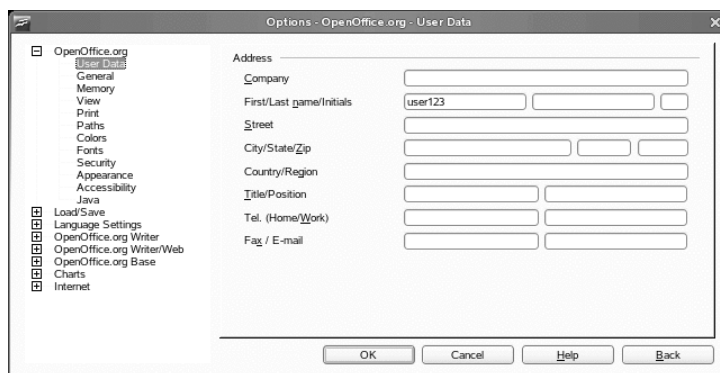 Options - OpenOffice.org - User Data
OpenOffice.org
User Data
General
Memory
View
Print
Paths
Colors
Fonts
Security
Appearance
Accessibility
Java
Load/Save
Language Settings
OpenOffice.org Writer
OpenOffice.org Writer/Web
OpenOffice.org Base
Charts
Internet
Address
Company
First/Last name/Initials
user123
Street
City/State/Zip
Country/Region
Title/Position
Tel. (Home/Work)
Fax / E-mail
OK Cancel Help Back